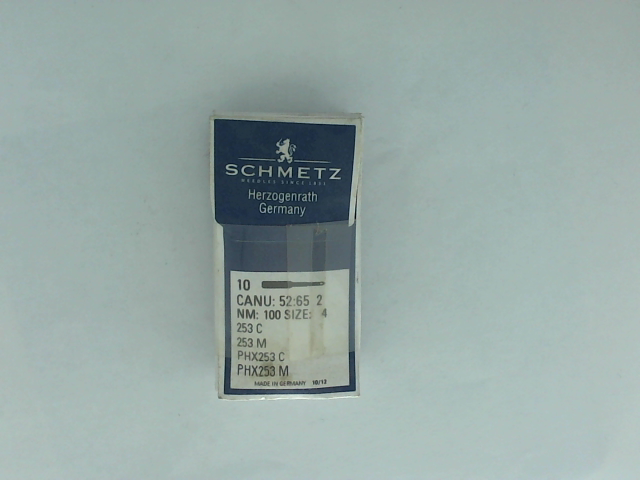 SCHMETZ
NEEDLES SINCE 1851
Herzogenrath
Germany
10
CANU: 52:65 2
NM: 100 SIZE: 4
253 C
253 M
PHX253 C
PHX253 M
MADE IN GERMANY 10/12